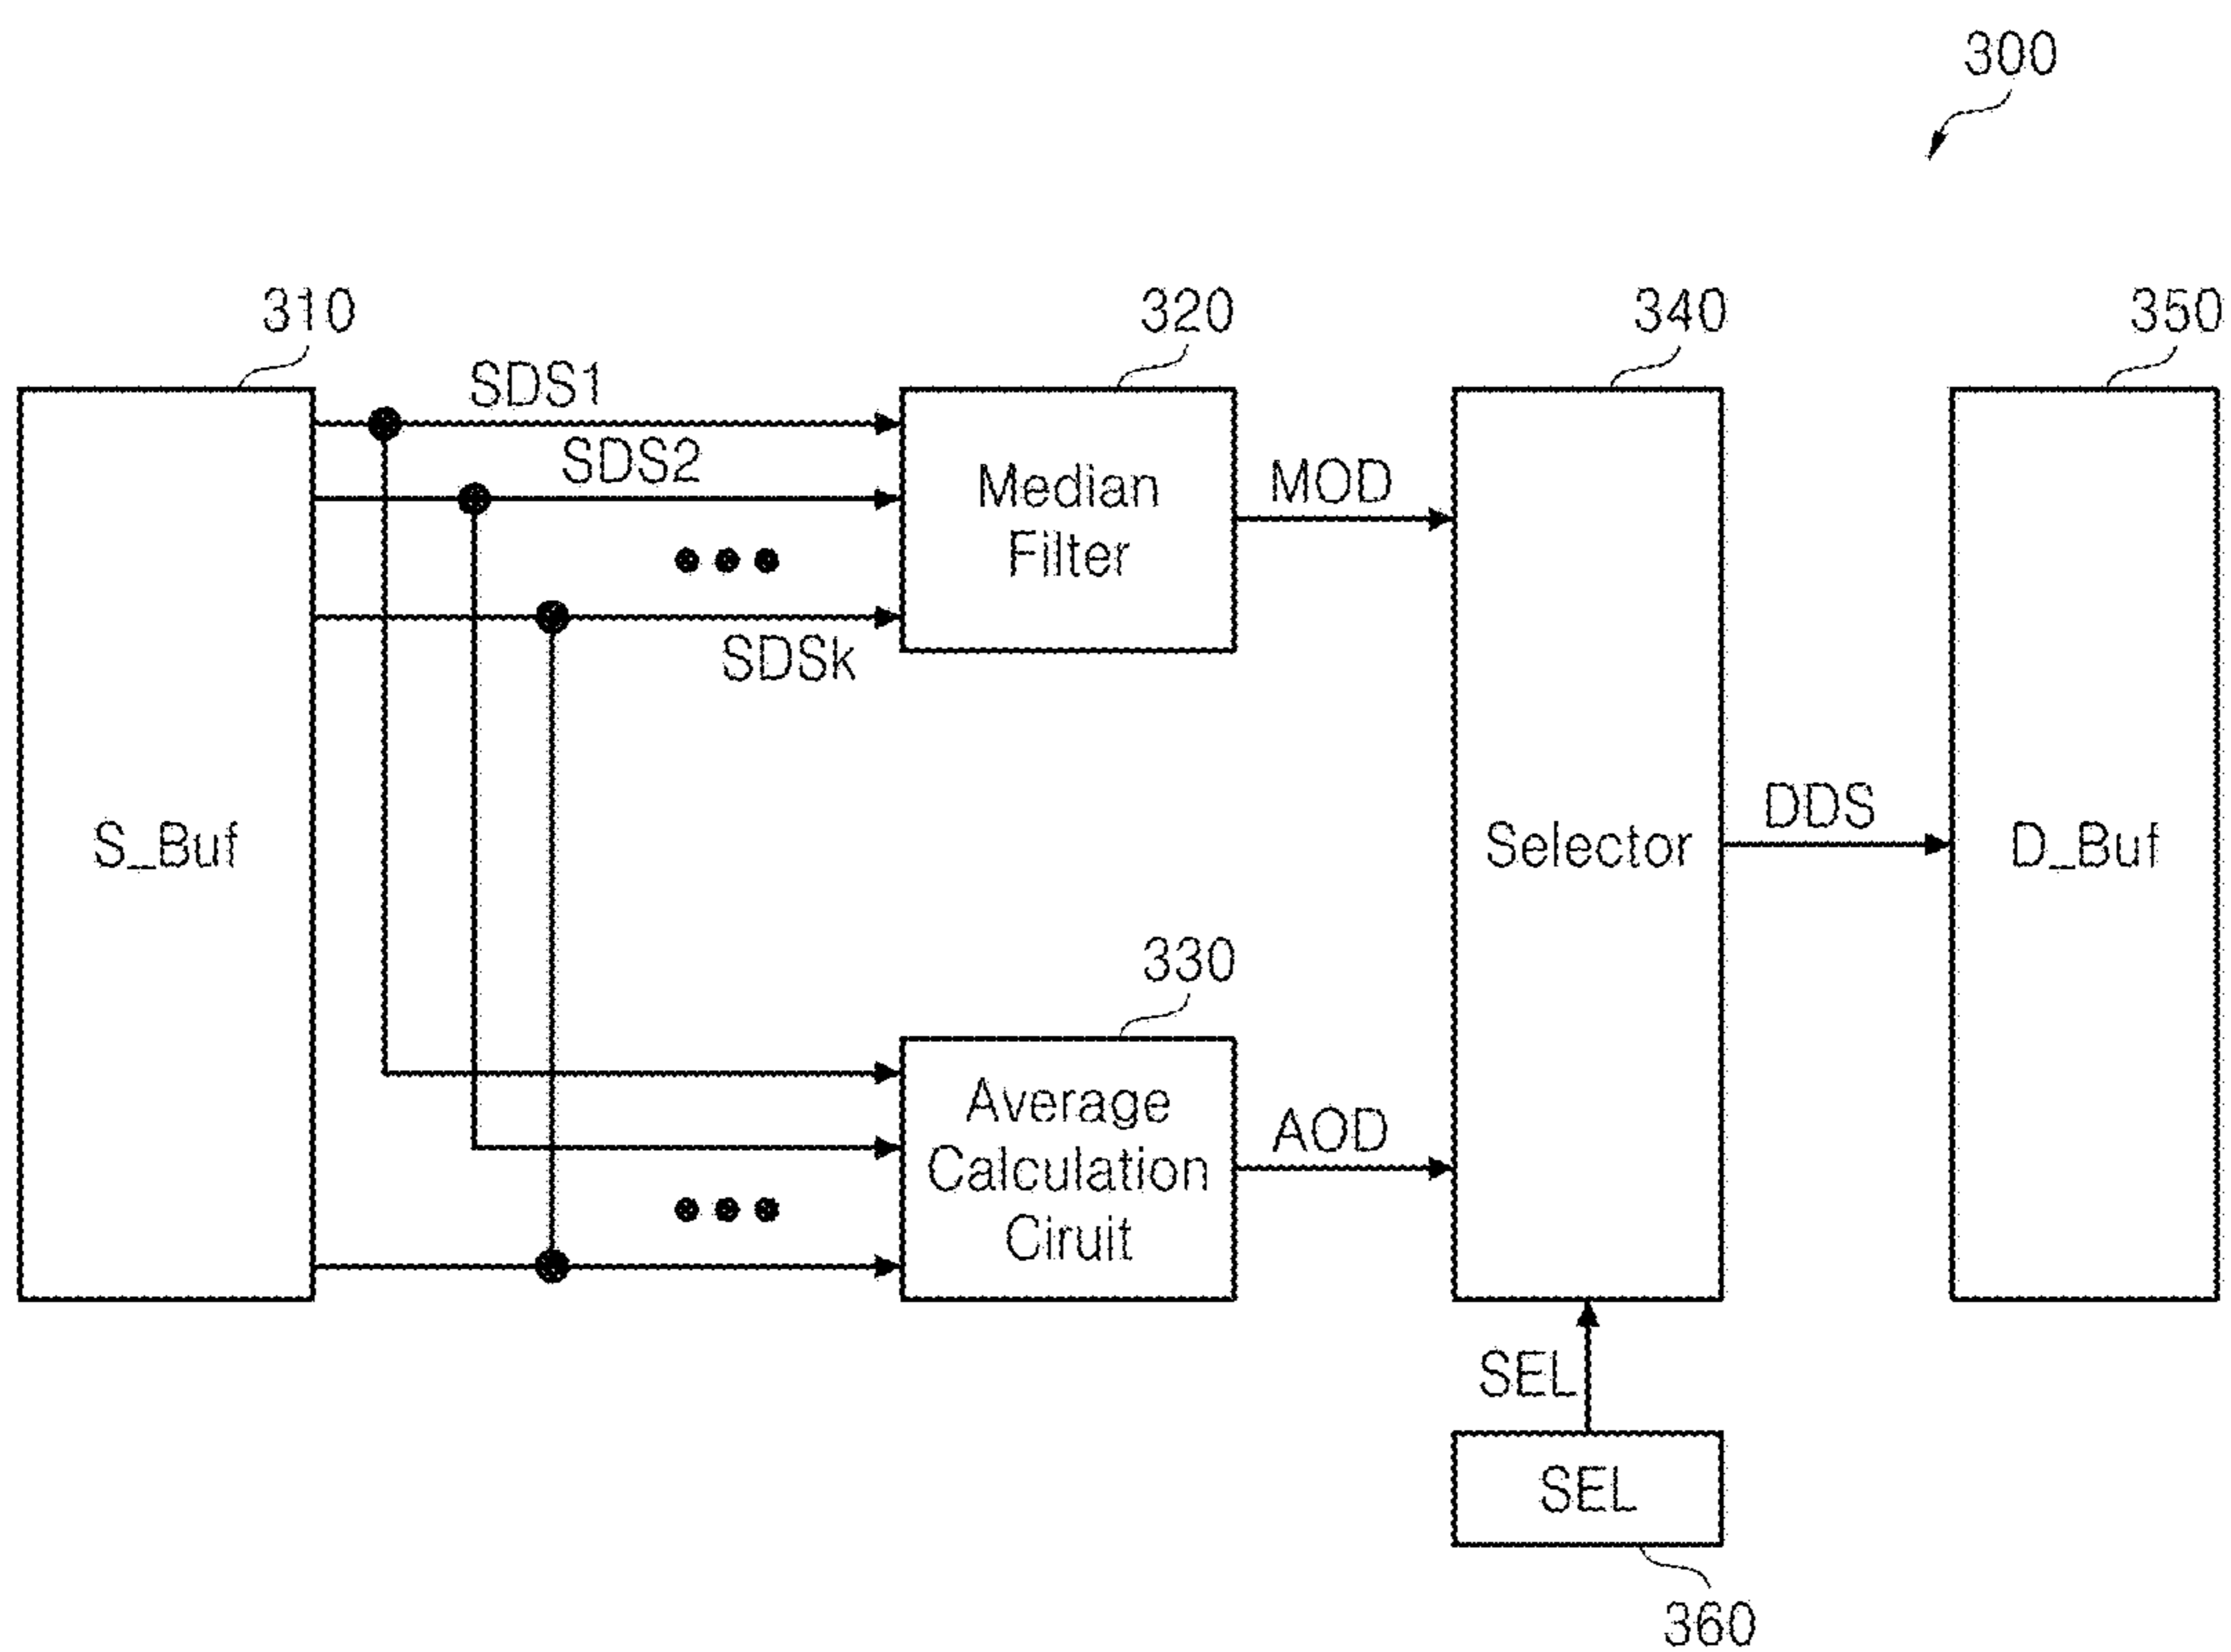 300
310
320
340
350
SDS1
SDS2
SDSk
Median
Filter
MOD
S_Buf
Selector
DDS
D_Buf
330
Average
Calculation
Ciruit
AOD
SEL
SEL
360